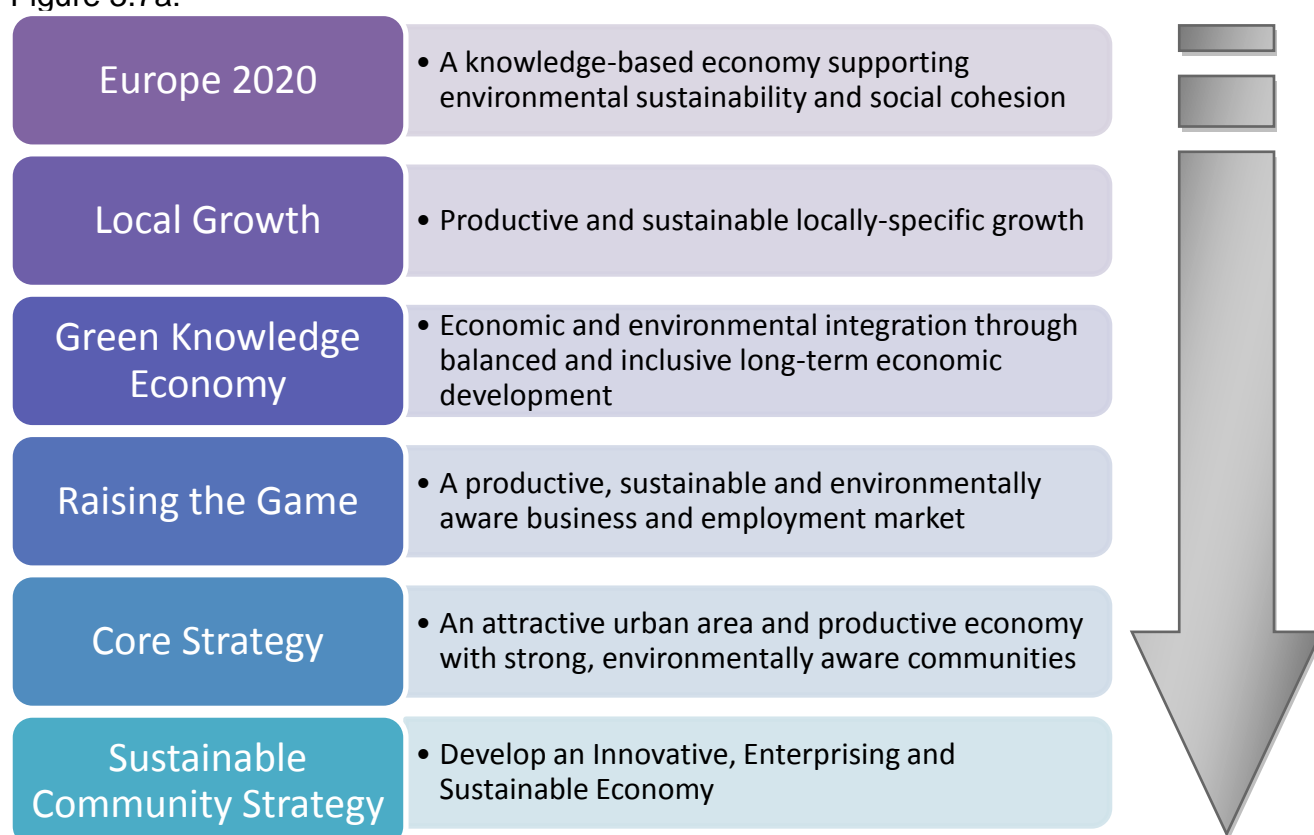 Figure 3.7a:
Europe 2020
• A knowledge-based economy supporting
environmental sustainability and social cohesion
Local Growth
• Productive and sustainable locally-specific growth
Green Knowledge
Economy
• Economic and environmental integration through
balanced and inclusive long-term economic
development
Raising the Game
• A productive, sustainable and environmentally
aware business and employment market
Core Strategy
• An attractive urban area and productive economy
with strong, environmentally aware communities
Sustainable
Community Strategy
• Develop an Innovative, Enterprising and
Sustainable Economy